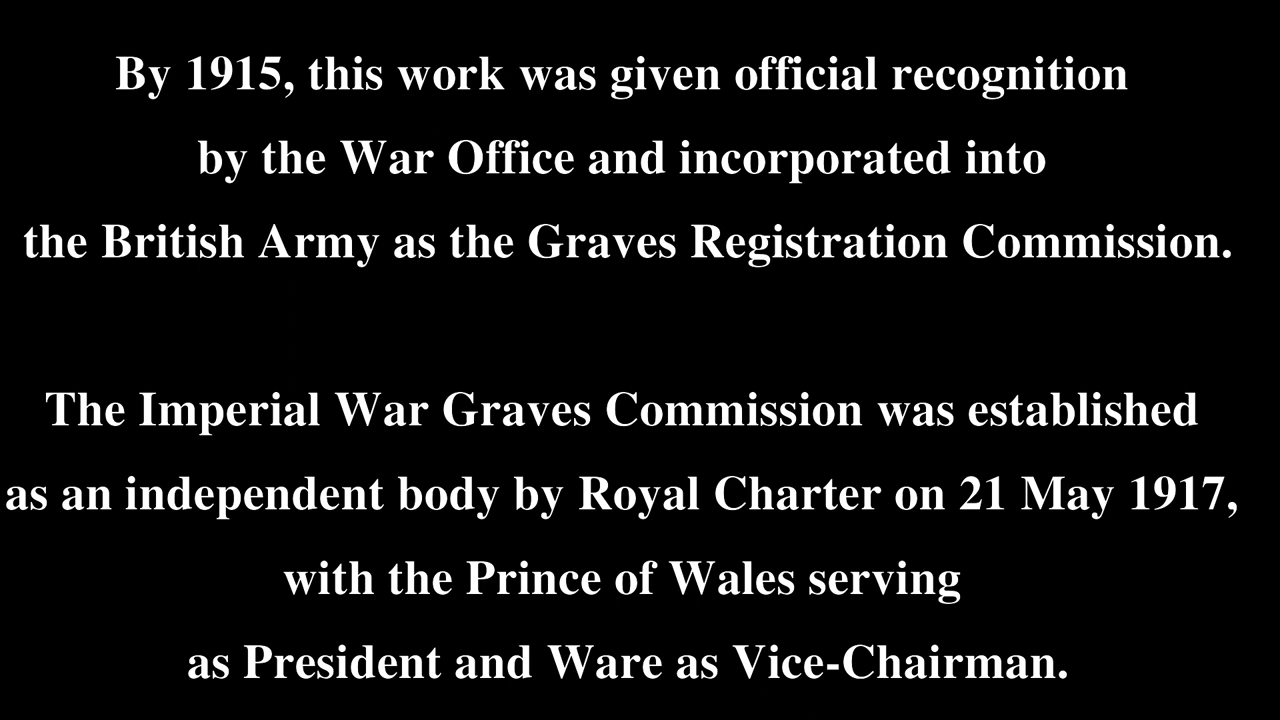 By 1915, this work was given official recognition
by the War Office and incorporated into
the British Army as the Graves Registration Commission.
The Imperial War Graves Commission was established
as an independent body by Royal Charter on 21 May 1917,
with the Prince of Wales serving
as President and Ware as Vice-Chairman.